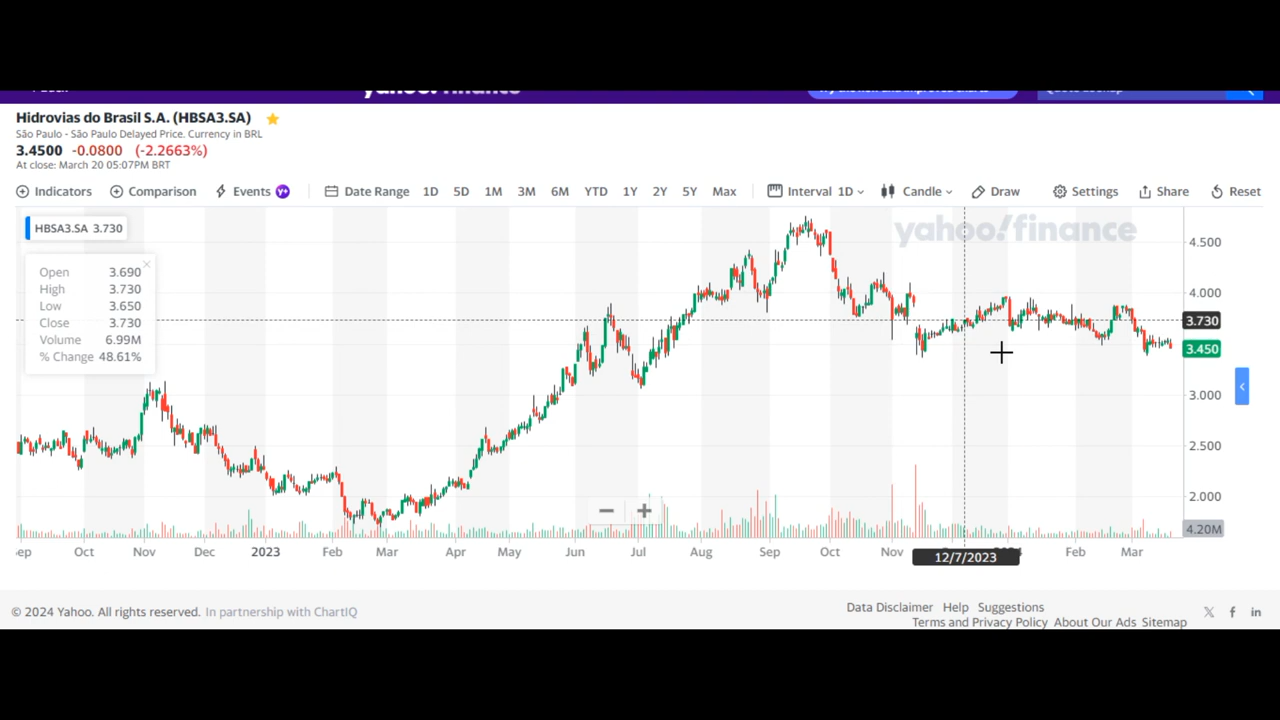 yahoo! finance
Hidrovias do Brasil S.A. (HBSA3.SA)
São Paulo - São Paulo Delayed Price. Currency in BRL
3.4500 -0.0800 (-2.2663%)
At close: March 20 05:07PM BRT
Indicators Comparison Events y+ Date Range 1D 5D 1M 3M 6M YTD 1Y 2Y 5Y Max Interval 1D Candle Draw Settings Share Reset
HBSA3.SA 3.730
yahoo!finance
Open 3.690
High 3.730
Low 3.650
Close 3.730
Volume 6.99M
% Change 48.61%
4.500
4.000
3.730
3.450
3.000
2.500
2.000
4.20M
Oct Nov Dec 2023 Feb Mar Apr May Jun Jul Aug Sep Oct Nov Feb Mar
12/7/2023
© 2024 Yahoo. All rights reserved. In partnership with ChartIQ
Data Disclaimer Help Suggestions
Terms and Privacy Policy About Our Ads Sitemap